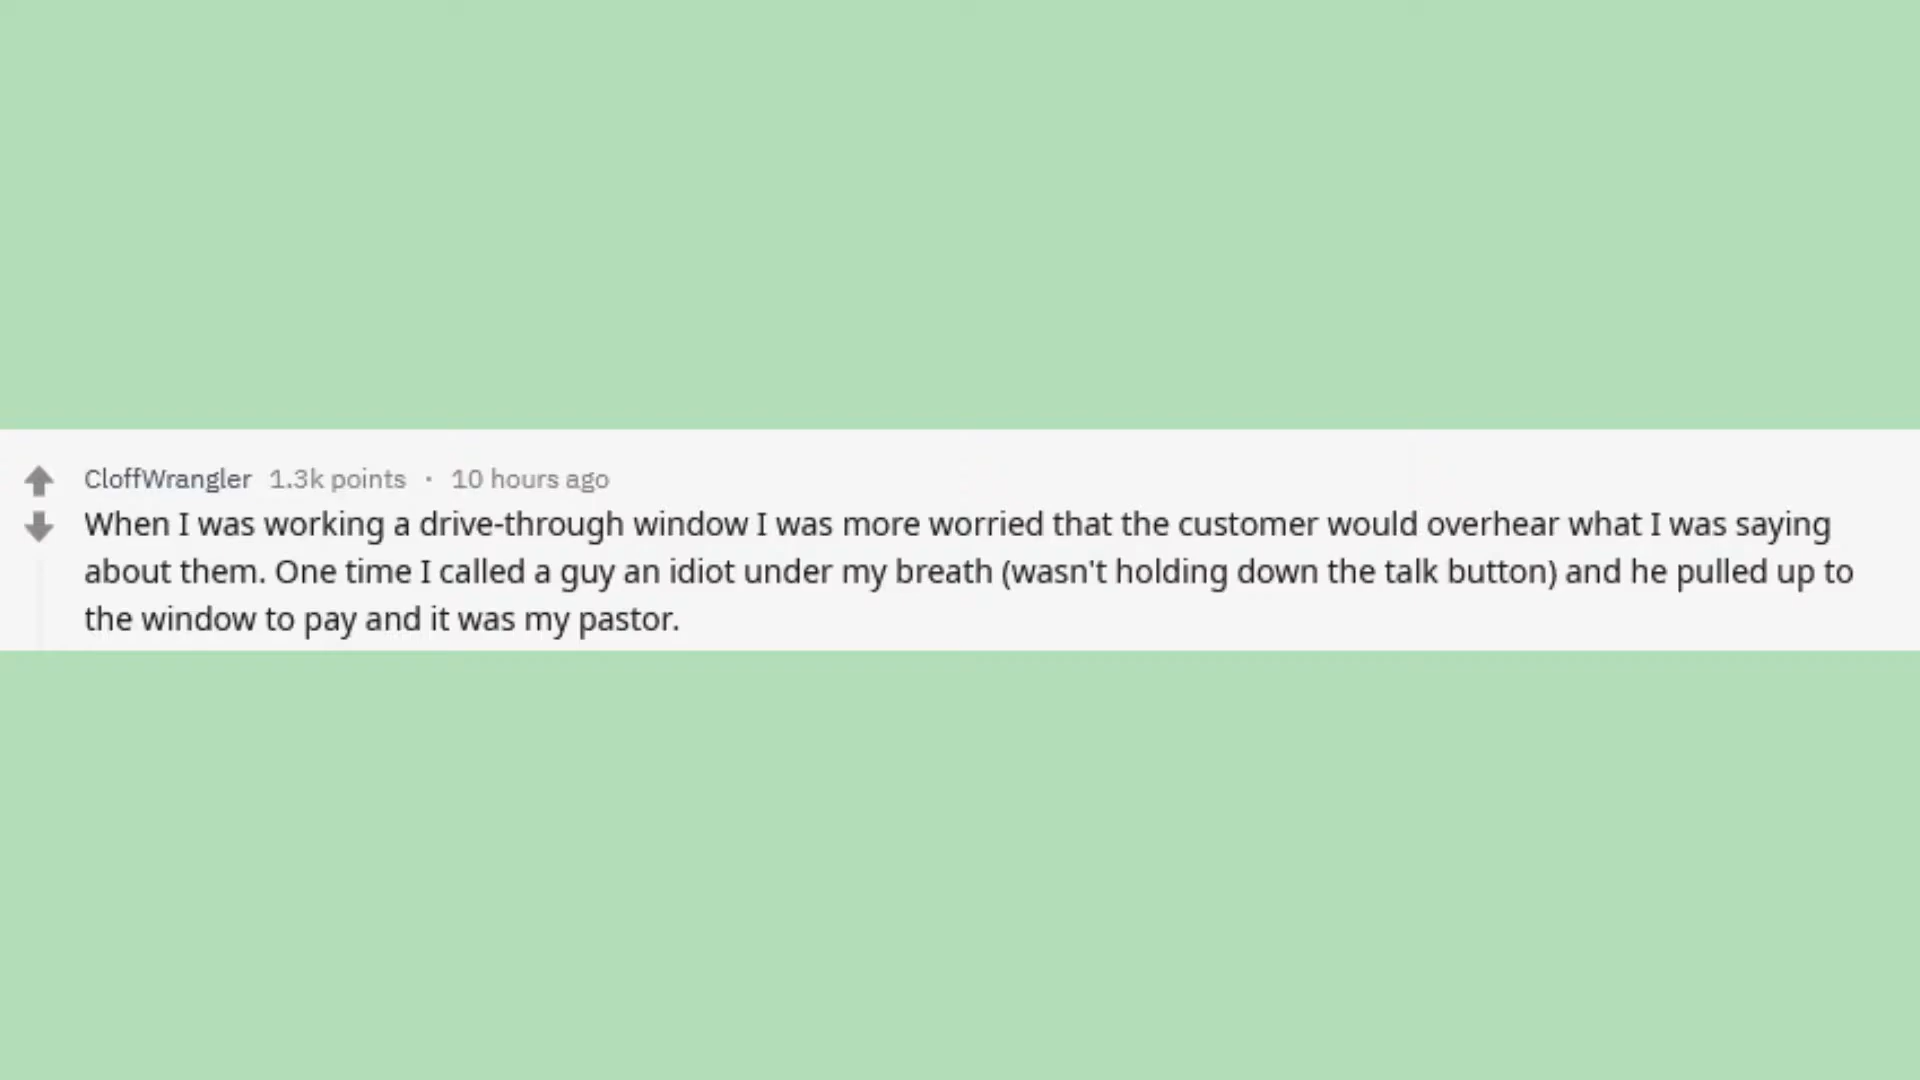 CloffWrangler 1.3k points · 10 hours ago
When I was working a drive-through window I was more worried that the customer would overhear what I was saying
about them. One time I called a guy an idiot under my breath (wasn't holding down the talk button) and he pulled up to
the window to pay and it was my pastor.